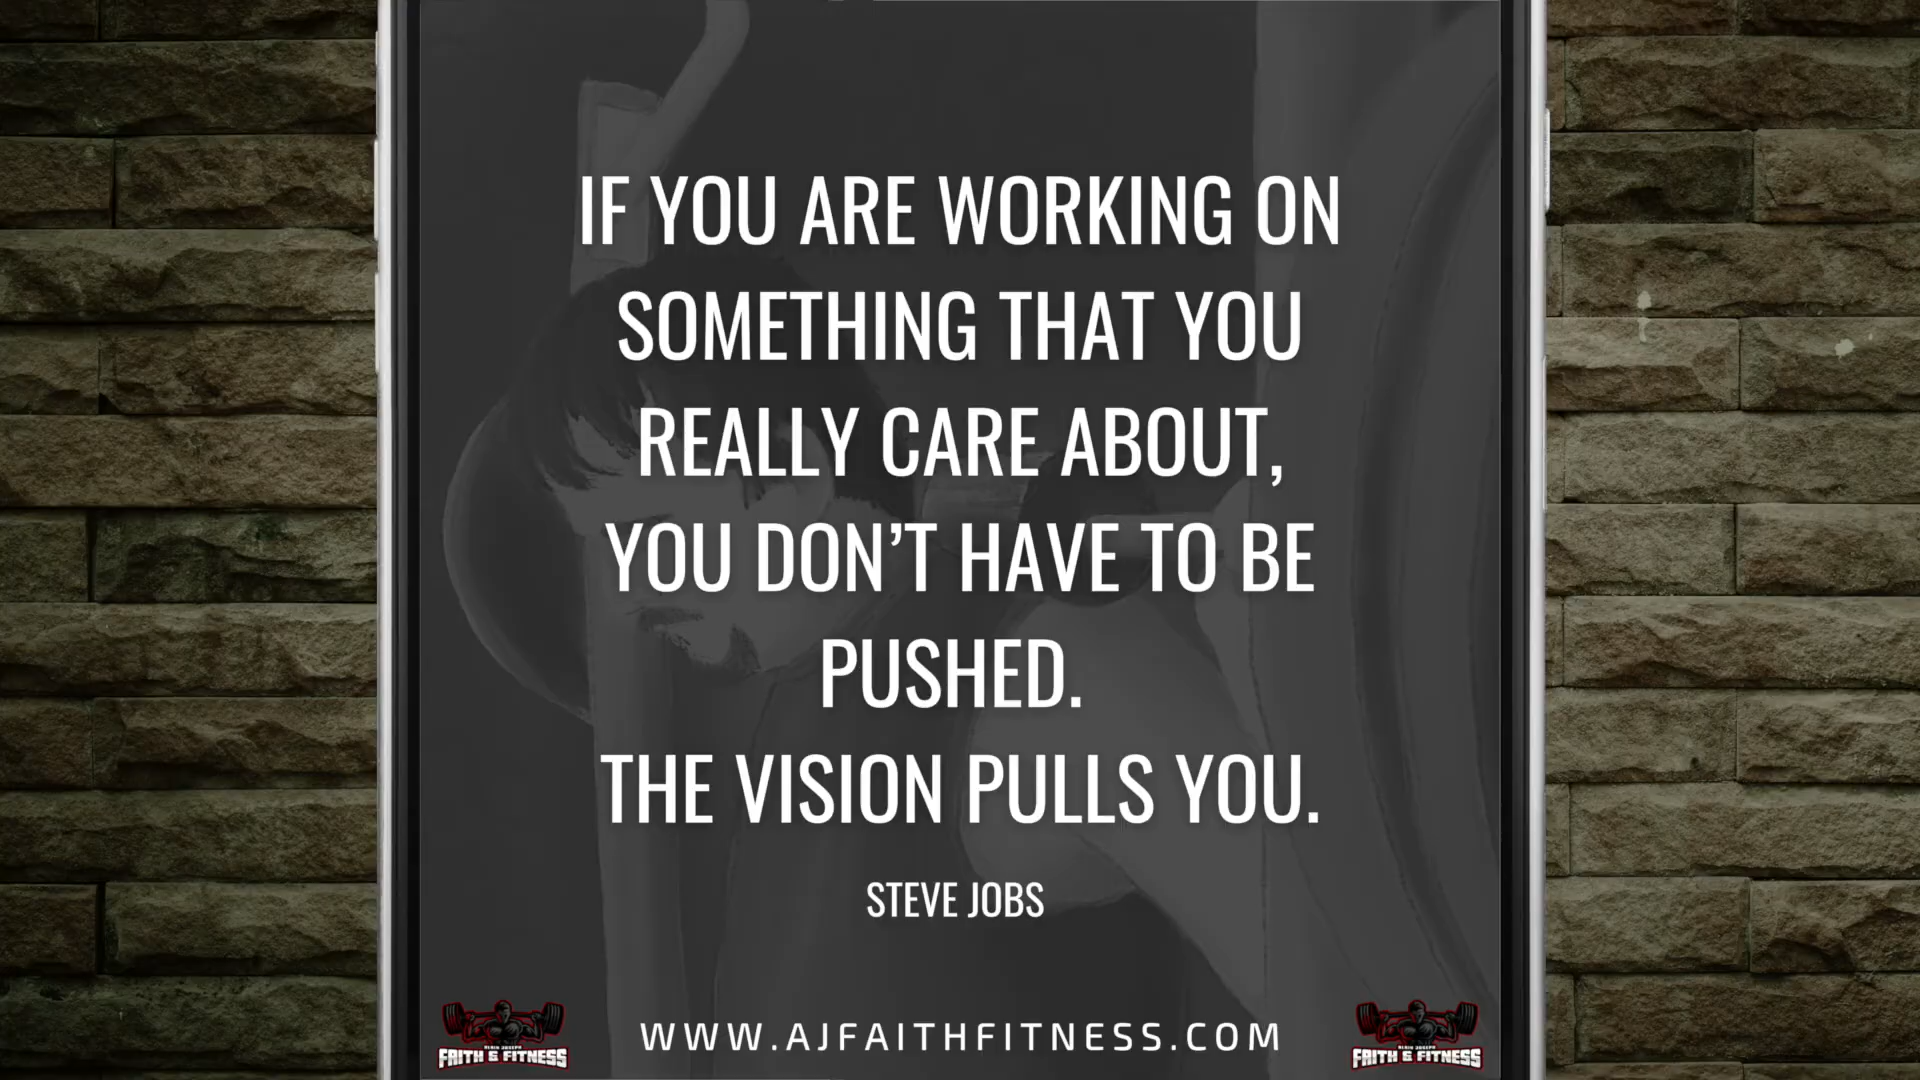 IF YOU ARE WORKING ON
SOMETHING THAT YOU
REALLY CARE ABOUT,
YOU DON’T HAVE TO BE
PUSHED.
THE VISION PULLS YOU.
STEVE JOBS
FAITH & FITNESS
WWW.AJFAITHFITNESS.COM
FAITH & FITNESS